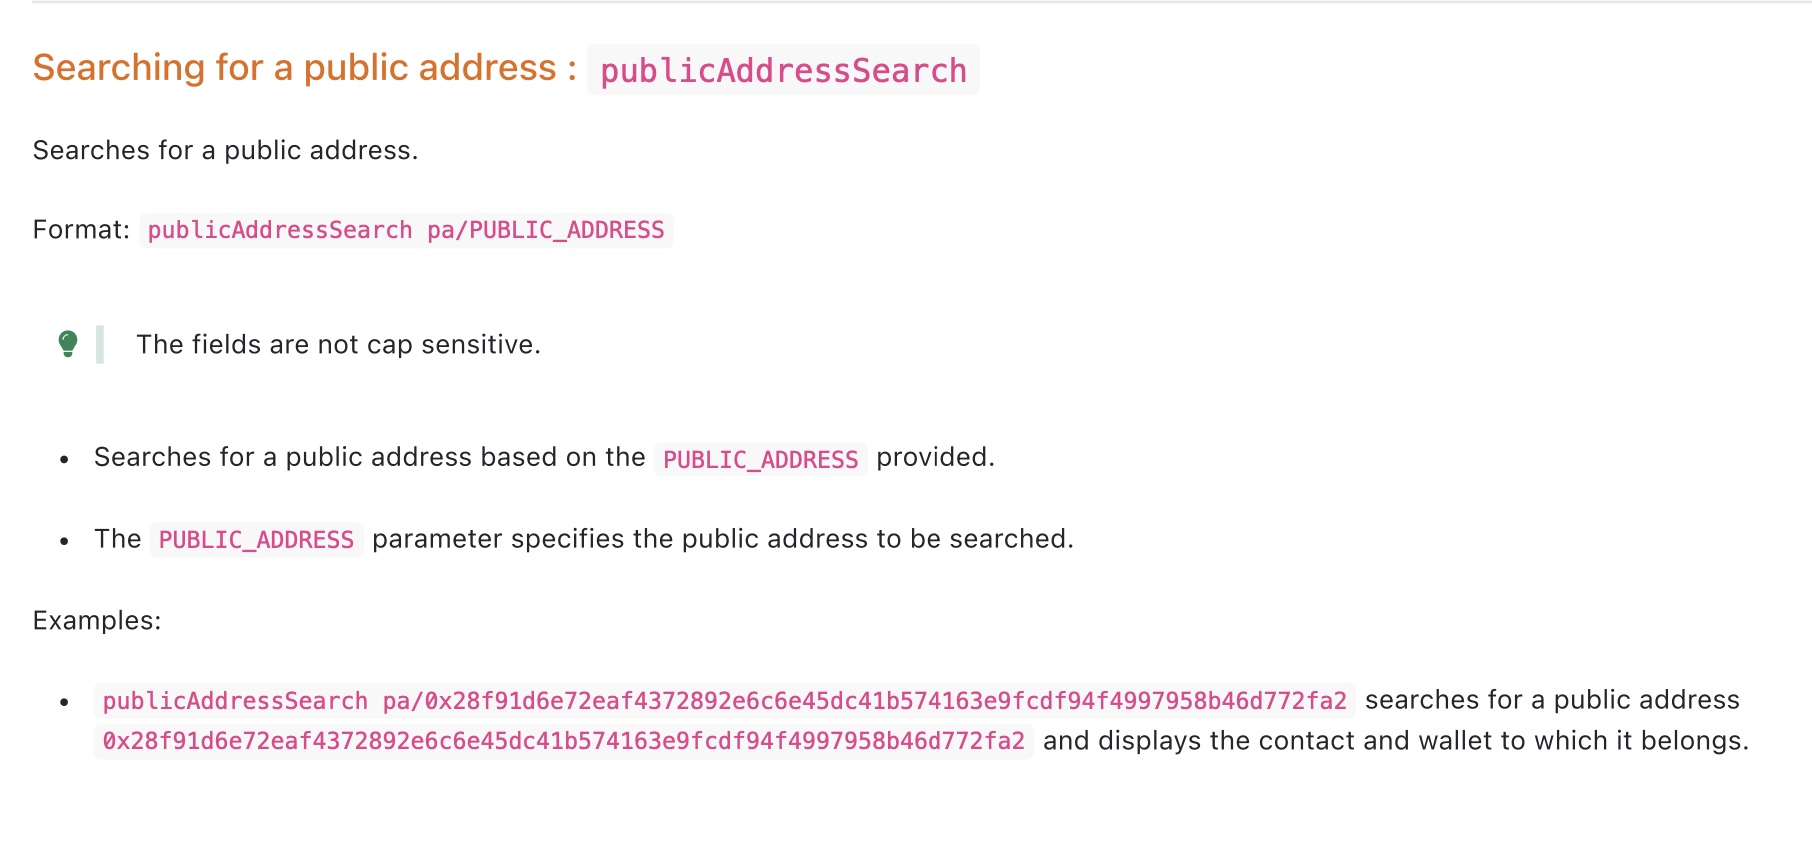 Searching for a public address : publicAddressSearch
Searches for a public address.
Format: publicAddressSearch pa/PUBLIC_ADDRESS
The fields are not cap sensitive.
• Searches for a public address based on the PUBLIC_ADDRESS provided.
• The PUBLIC_ADDRESS parameter specifies the public address to be searched.
Examples:
• publicAddressSearch pa/0x28f91d6e72eaf4372892e6c6e45dc41b574163e9fcdf94f4997958b46d772fa2 searches for a public address
0x28f91d6e72eaf4372892e6c6e45dc41b574163e9fcdf94f4997958b46d772fa2 and displays the contact and wallet to which it belongs.